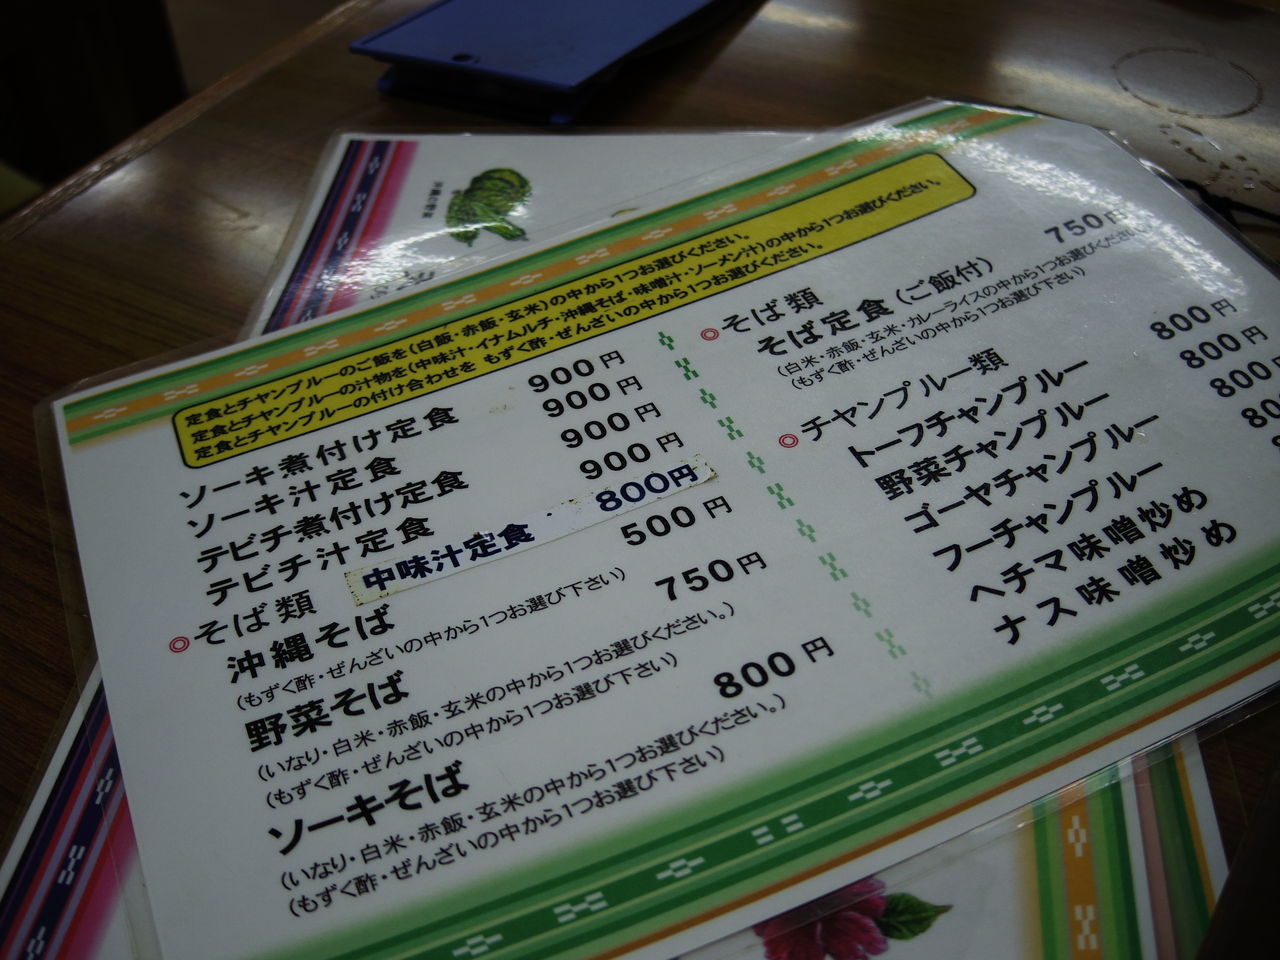 定食とチャンプルーのご飯を(白飯・赤飯・玄米)の中から1つお選びください。
定食とチャンプルーの汁物を(中味汁・イナムルチ・沖縄そば・味噌汁・ソーメン汁)の中から1つお選びください。
定食とチャンプルーの付け合わせを もずく酢・ぜんざいの中から1つお選びください。
ソーキ煮付け定食 900円
ソーキ汁定食 900円
テビチ煮付け定食 900円
テビチ汁定食 900円
中味汁定食 800円
◎そば類
沖縄そば 500円
(もずく酢・ぜんざいの中から1つお選び下さい)
野菜そば 750円
(いなり・白米・赤飯・玄米の中から1つお選びください。)
(もずく酢・ぜんざいの中から1つお選び下さい)
ソーキそば 800円
(いなり・白米・赤飯・玄米の中から1つお選びください。)
(もずく酢・ぜんざいの中から1つお選び下さい)
◎そば類
そば定食(ご飯付) 750円
(白米・赤飯・玄米・カレーライスの中から1つお選びください)
(もずく酢・ぜんざいの中から1つお選び下さい)
◎チャンプルー類
トーフチャンプルー 800円
野菜チャンプルー 800円
ゴーヤチャンプルー 800
フーチャンプルー
ヘチマ味噌炒め
ナス味噌炒め